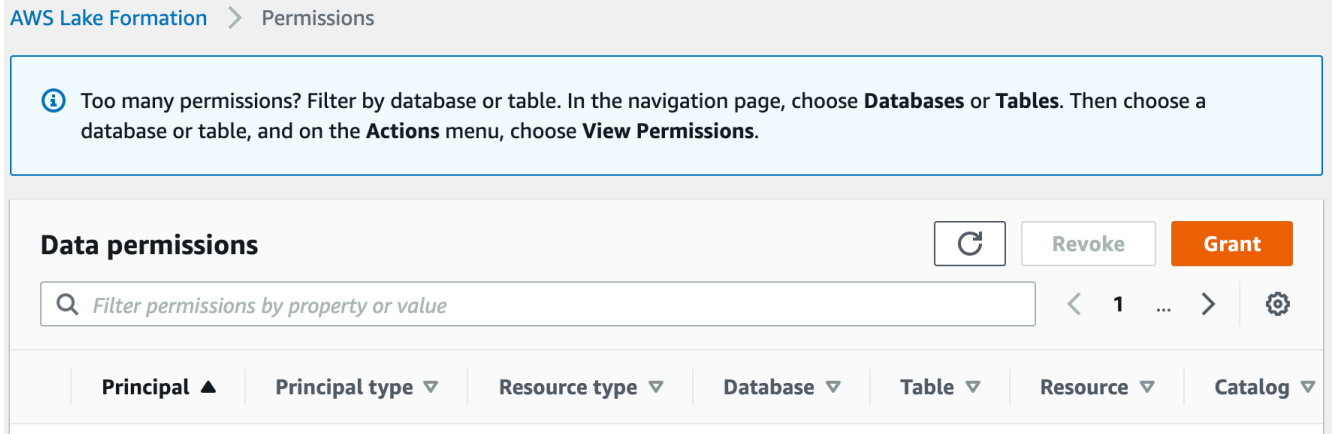 AWS Lake Formation > Permissions
Too many permissions? Filter by database or table. In the navigation page, choose Databases or Tables. Then choose a
database or table, and on the Actions menu, choose View Permissions.
Data permissions
Revoke
Grant
Filter permissions by property or value
1 ...
Principal Principal type Resource type Database Table Resource Catalog